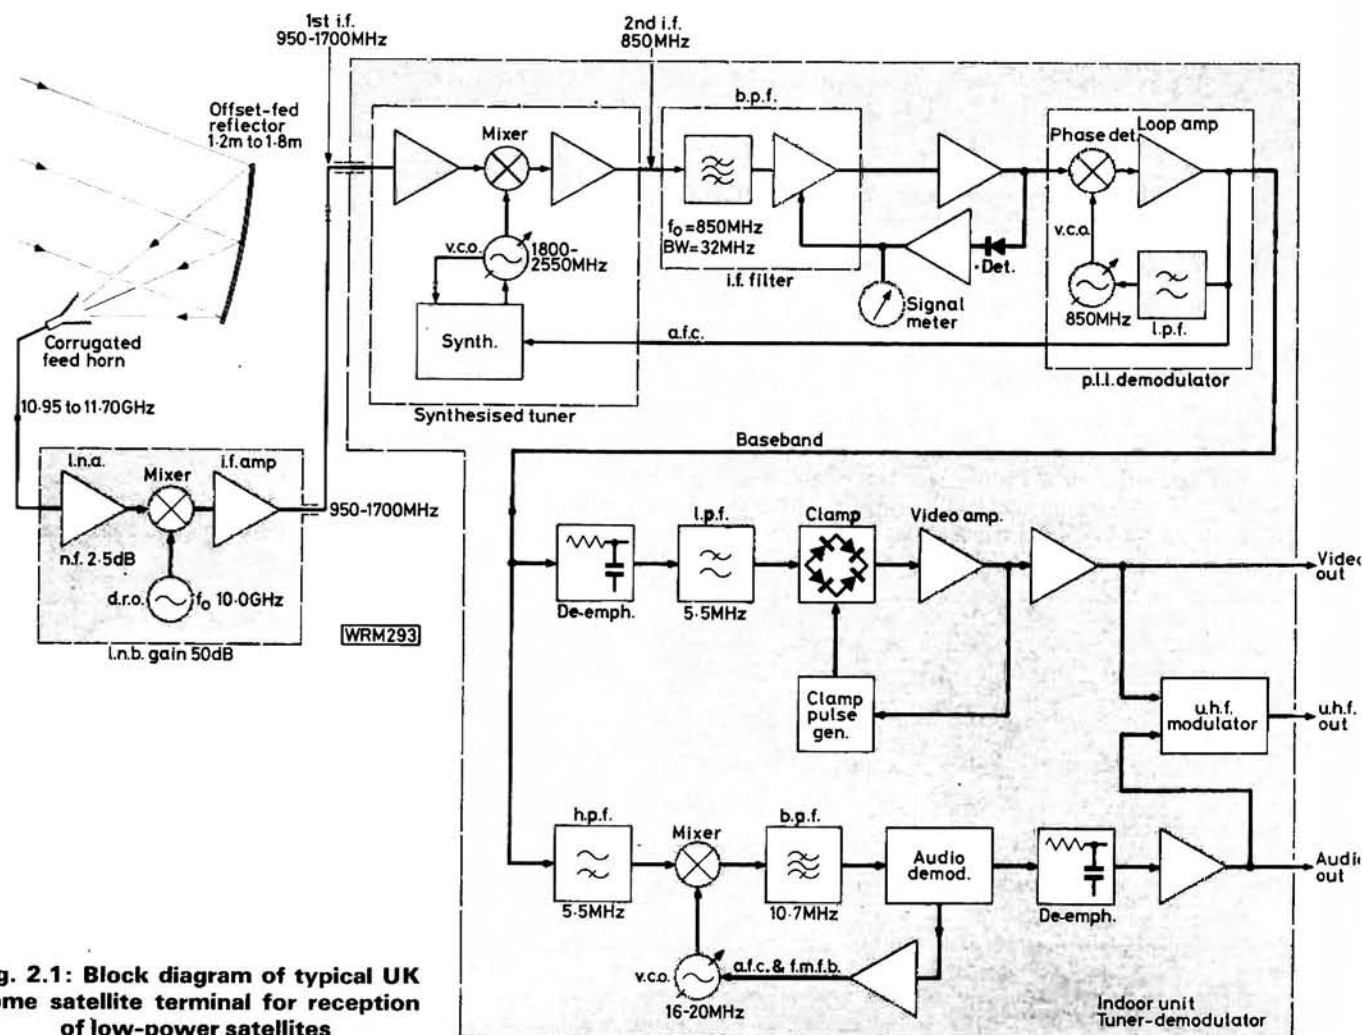 1st i.f.
950-1700MHz
2nd i.f.
850MHz
Offset-fed
reflector
1·2m to 1·8m
Mixer
b.p.f.
Phase det.
Loop amp
v.c.o.
1800-
2550MHz
fo=850MHz
BW=32MHz
i.f. filter
Det.
Signal
meter
v.c.o.
850MHz
l.p.f.
Synth.
a.f.c.
p.l.l. demodulator
Corrugated
feed horn
Synthesised tuner
10·95 to 11·70GHz
Baseband
l.n.a.
Mixer
i.f. amp
950-1700MHz
n.f. 2·5dB
d.r.o.
fo 10·0GHz
l.n.b. gain 50dB
WRM293
l.p.f.
Clamp
Video amp.
De-emph.
5·5MHz
Video
out
Clamp
pulse
gen.
u.h.f.
modulator
u.h.f.
out
h.p.f.
Mixer
b.p.f.
Audio
demod.
5·5MHz
10·7MHz
De-emph.
Audio
out
v.c.o.
16-20MHz
a.f.c. & f.m.f.b.
Indoor unit
Tuner-demodulator
g. 2.1: Block diagram of typical UK
ome satellite terminal for reception
of low-power satellites